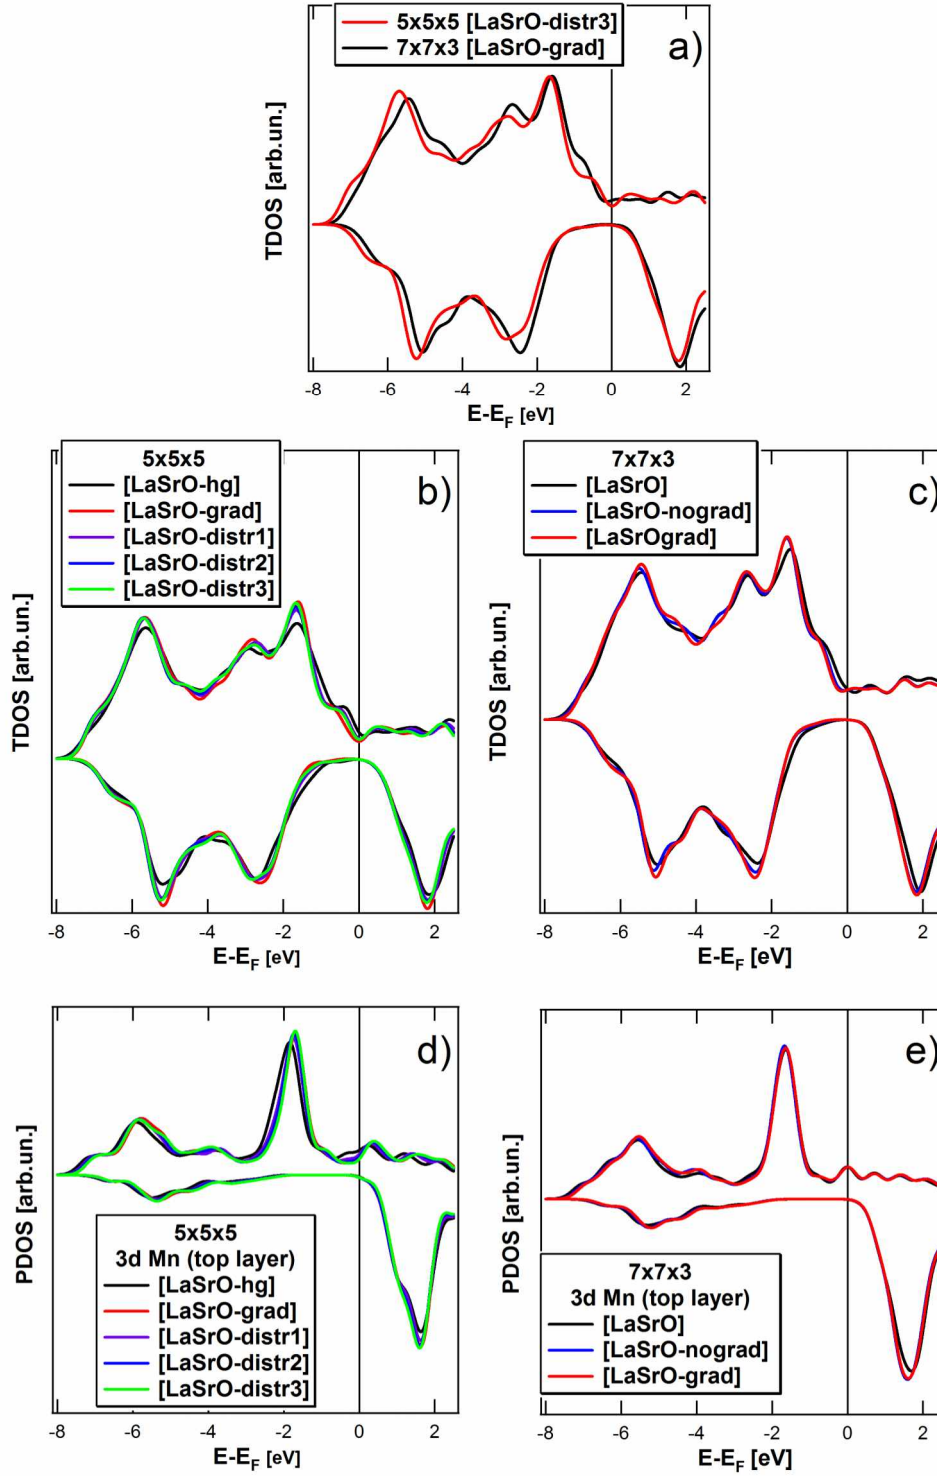 5x5x5 [LaSrO-distr3]
7x7x3 [LaSrO-grad]
a)
TDOS [arb.un.]
-8 -6 -4 -2 0 2
E-E_F [eV]
5x5x5
[LaSrO-hg]
[LaSrO-grad]
[LaSrO-distr1]
[LaSrO-distr2]
[LaSrO-distr3]
b)
TDOS [arb.un.]
-8 -6 -4 -2 0 2
E-E_F [eV]
7x7x3
[LaSrO]
[LaSrO-nograd]
[LaSrOgrad]
c)
TDOS [arb.un.]
-8 -6 -4 -2 0 2
E-E_F [eV]
d)
PDOS [arb.un.]
5x5x5
3d Mn (top layer)
[LaSrO-hg]
[LaSrO-grad]
[LaSrO-distr1]
[LaSrO-distr2]
[LaSrO-distr3]
-8 -6 -4 -2 0 2
E-E_F [eV]
e)
PDOS [arb.un.]
7x7x3
3d Mn (top layer)
[LaSrO]
[LaSrO-nograd]
[LaSrO-grad]
-8 -6 -4 -2 0 2
E-E_F [eV]